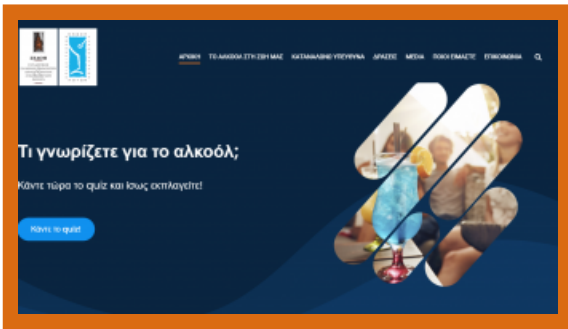 ΑΡΧΙΚΗ ΤΟ ΑΛΚΟΟΛ ΣΤΗ ΖΩΗ ΜΑΣ ΚΑΤΑΝΑΛΩΝΩ ΥΠΕΥΘΥΝΑ ΔΡΑΣΕΙΣ MEDIA ΠΟΙΟΙ ΕΙΜΑΣΤΕ ΕΠΙΚΟΙΝΩΝΙΑ
Τι γνωρίζετε για το αλκοόλ;
Κάντε τώρα το quiz και ίσως εκπλαγείτε!
Κάντε το quiz!